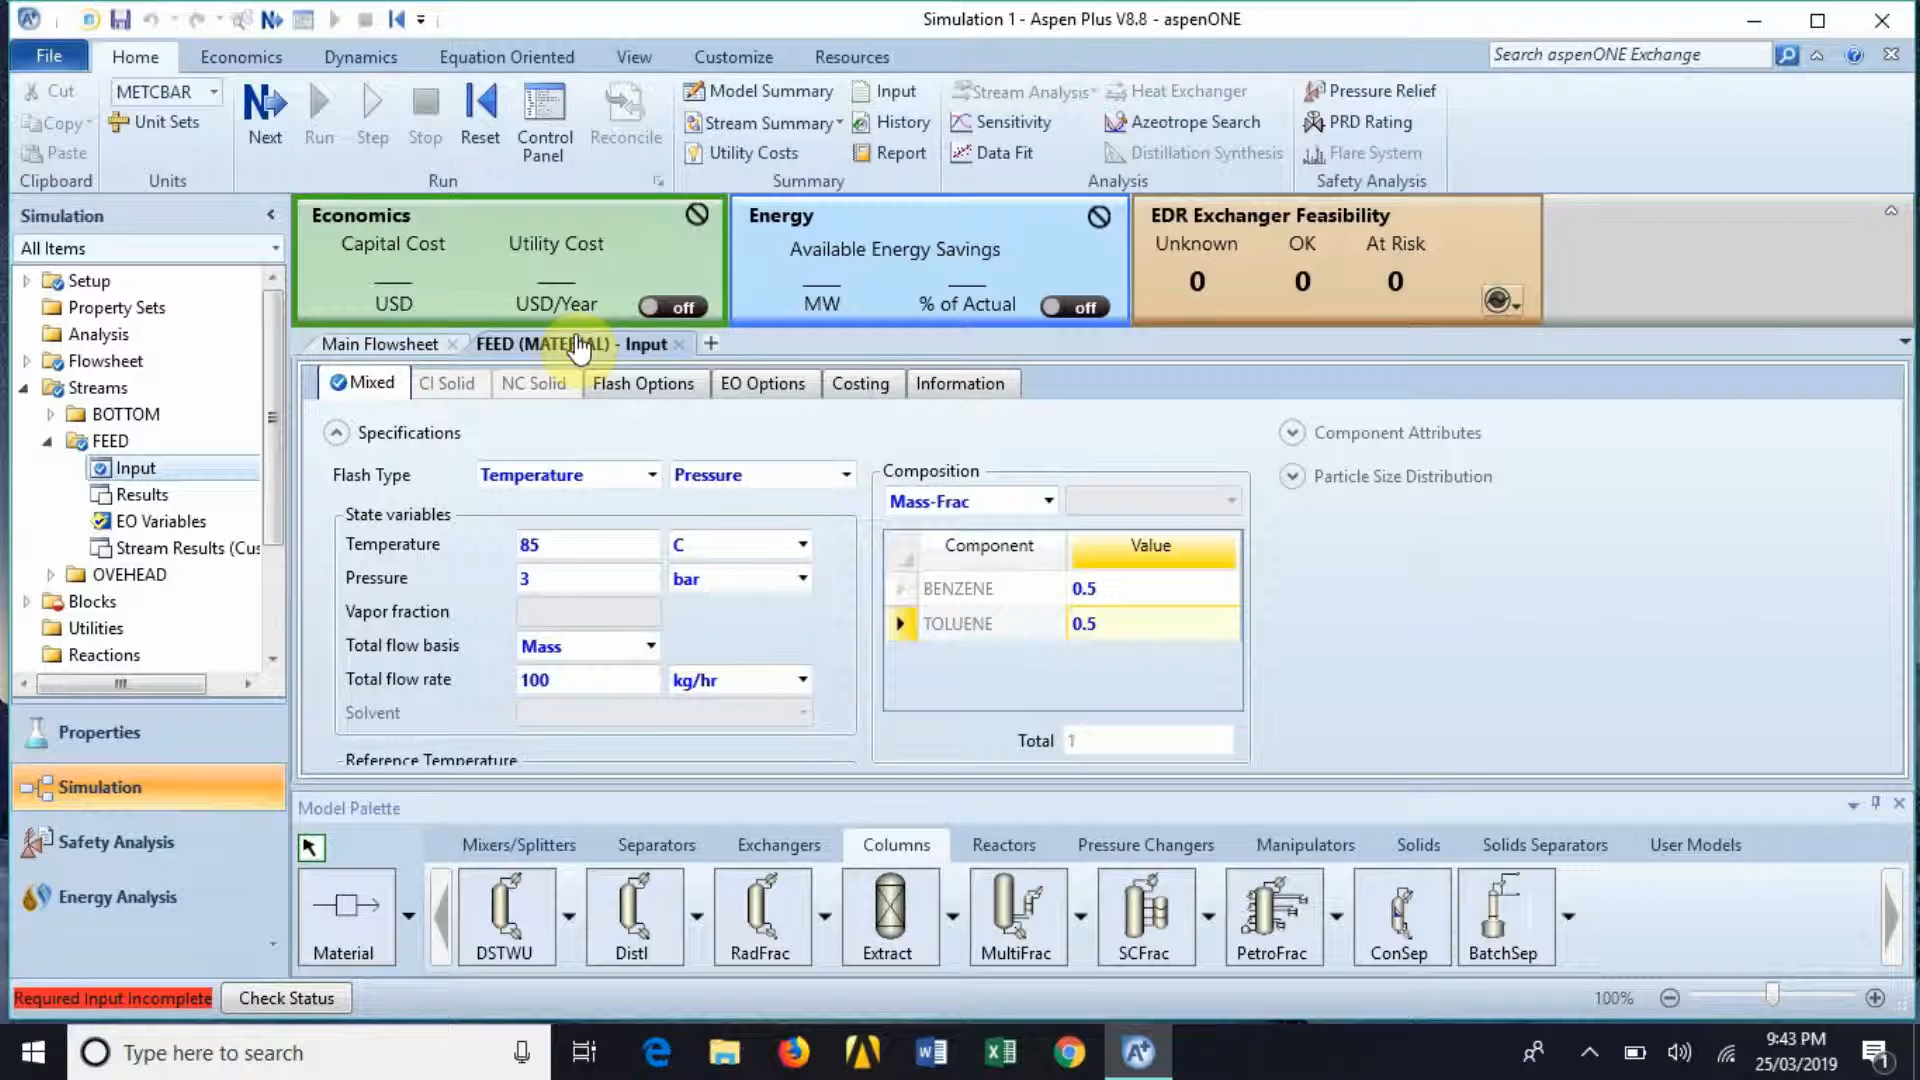 Simulation 1 - Aspen Plus V8.8 - aspenONE
File Home Economics Dynamics Equation Oriented View Customize Resources Search aspenONE Exchange
Cut
Copy
Paste
Clipboard
METCBAR
Unit Sets
Units
Next Run Step Stop Reset Control Panel Reconcile
Run
Model Summary Input
Stream Summary History
Utility Costs Report
Summary
Stream Analysis Heat Exchanger
Sensitivity Azeotrope Search
Data Fit Distillation Synthesis
Analysis
Pressure Relief
PRD Rating
Flare System
Safety Analysis
Simulation
All Items
Setup
Property Sets
Analysis
Flowsheet
Streams
BOTTOM
FEED
Input
Results
EO Variables
Stream Results (Cus
OVEHEAD
Blocks
Utilities
Reactions
Properties
Simulation
Safety Analysis
Energy Analysis
Economics
Capital Cost Utility Cost
USD USD/Year off
Energy
Available Energy Savings
MW % of Actual off
EDR Exchanger Feasibility
Unknown OK At Risk
0 0 0
Main Flowsheet FEED (MATERIAL) - Input
Mixed CI Solid NC Solid Flash Options EO Options Costing Information
Specifications
Flash Type Temperature Pressure
State variables
Temperature 85 C
Pressure 3 bar
Vapor fraction
Total flow basis Mass
Total flow rate 100 kg/hr
Solvent
Reference Temperature
Composition
Mass-Frac
Component Value
BENZENE 0.5
TOLUENE 0.5
Total 1
Component Attributes
Particle Size Distribution
Model Palette
Mixers/Splitters Separators Exchangers Columns Reactors Pressure Changers Manipulators Solids Solids Separators User Models
Material DSTWU Distl RadFrac Extract MultiFrac SCFrac PetroFrac ConSep BatchSep
Required Input Incomplete Check Status 100%
Type here to search
9:43 PM
25/03/2019
1